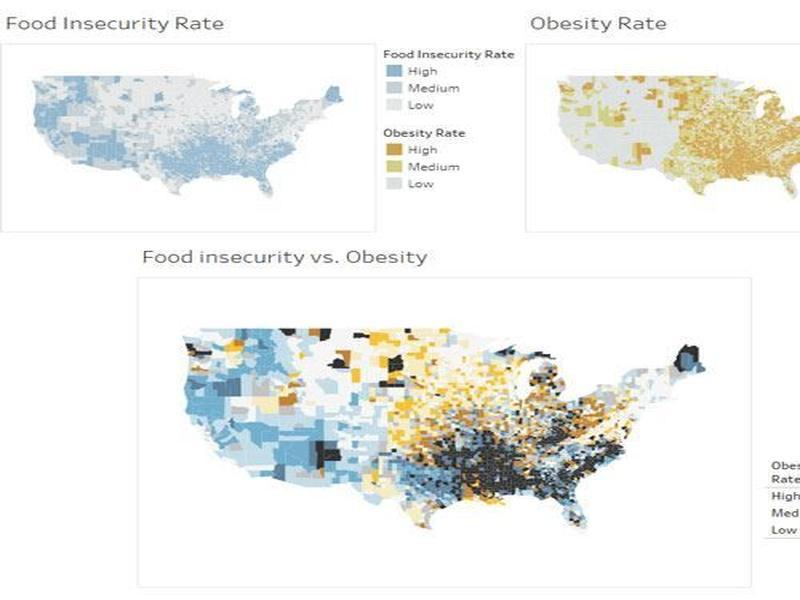 Food Insecurity Rate
Obesity Rate
Food Insecurity Rate
High
Medium
Low
Obesity Rate
High
Medium
Low
Food insecurity vs. Obesity
Obes
Rate
High
Med
Low